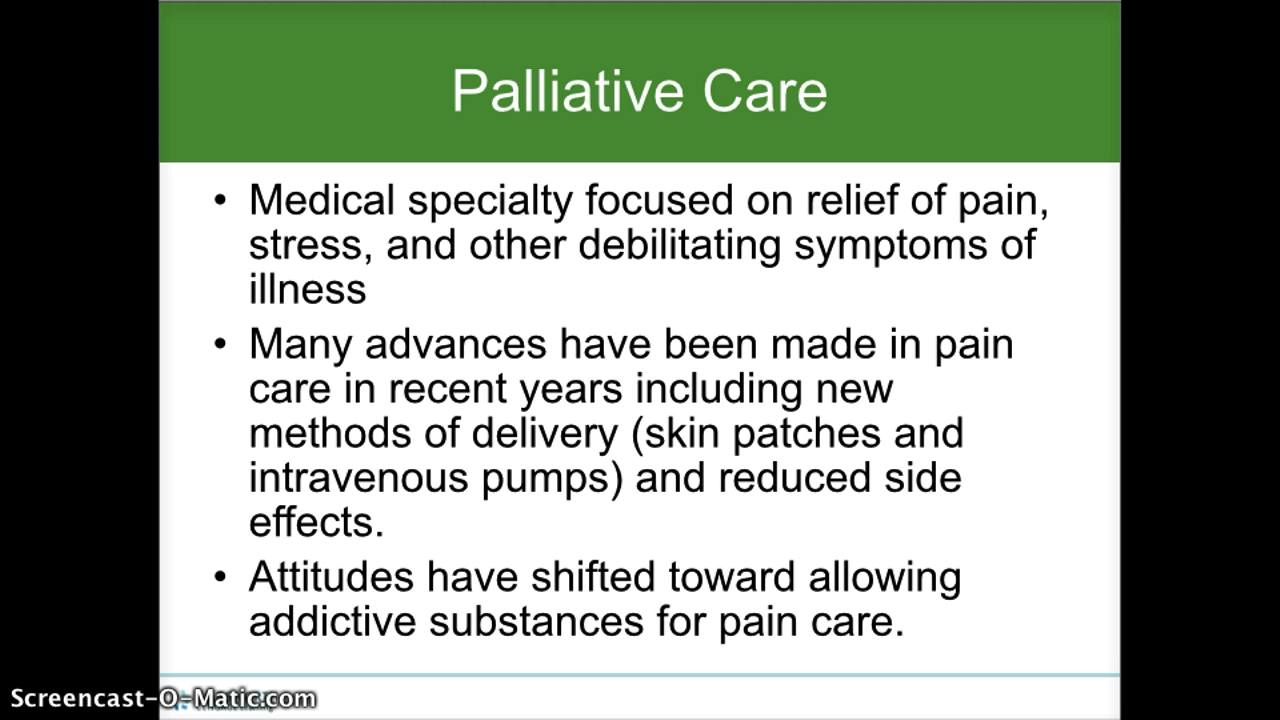 Palliative Care
• Medical specialty focused on relief of pain,
stress, and other debilitating symptoms of
illness
• Many advances have been made in pain
care in recent years including new
methods of delivery (skin patches and
intravenous pumps) and reduced side
effects.
• Attitudes have shifted toward allowing
addictive substances for pain care.
Screencast-O-Matic.com